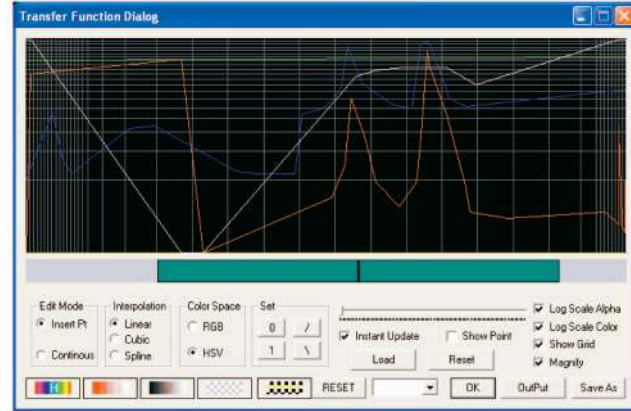 Transfer Function Dialog
Edit Mode
Insert Pt
Continous
Interpolation
Linear
Cubic
Spline
Color Space
RGB
HSV
Set
0 /
1 \
Instant Update
Show Point
Load
Reset
Log Scale Alpha
Log Scale Color
Show Grid
Magnify
RESET
OK
OutPut
Save As